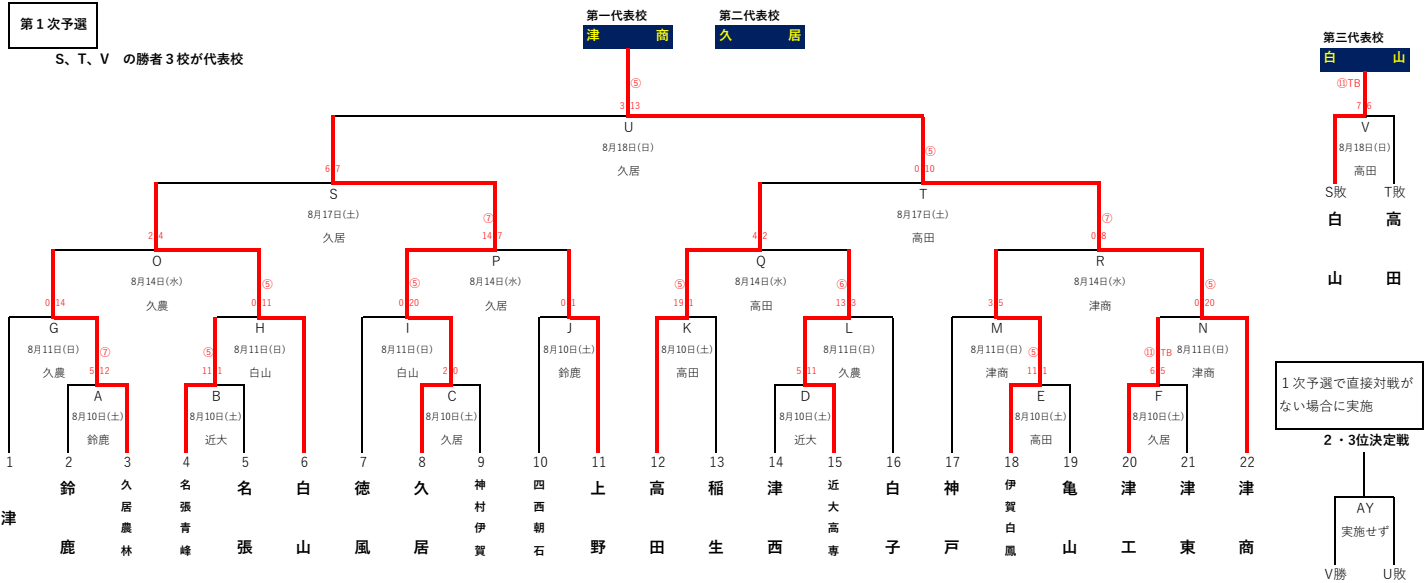 第１次予選
S、T、V　の勝者３校が代表校
第一代表校
津商
第二代表校
久居
第三代表校
白山
⑤
3 13
U
8月18日(日)
久居
⑪TB
7 6
V
8月18日(日)
高田
S敗 T敗
白山
高田
6 7
S
8月17日(土)
久居
⑤
0 10
T
8月17日(土)
高田
2 4
O
8月14日(水)
久農
⑦
14 7
P
8月14日(水)
久居
4 2
Q
8月14日(水)
高田
⑦
0 8
R
8月14日(水)
津商
0 14
G
8月11日(日)
久農
⑤
0 11
H
8月11日(日)
白山
⑤
0 20
I
8月11日(日)
白山
0 1
J
8月10日(土)
鈴鹿
⑤
19 1
K
8月10日(土)
高田
⑥
13 3
L
8月11日(日)
久農
3 5
M
8月11日(日)
津商
⑤
0 20
N
8月11日(日)
津商
⑦
5 12
A
8月10日(土)
鈴鹿
⑤
11 1
B
8月10日(土)
近大
2 0
C
8月10日(土)
久居
5 11
D
8月10日(土)
近大
⑤
11 1
E
8月10日(土)
高田
⑪TB
6 5
F
8月10日(土)
久居
1 2 3 4 5 6 7 8 9 10 11 12 13 14 15 16 17 18 19 20 21 22
津
鈴鹿
久居農林
名張青峰
名張
白山
徳風
久居
神村伊賀
四西朝石
上野
高田
稲生
津西
近大高専
白子
神戸
伊賀白鳳
亀山
津工
津東
津商
１次予選で直接対戦が
ない場合に実施
２・3位決定戦
AY
実施せず
V勝 U敗